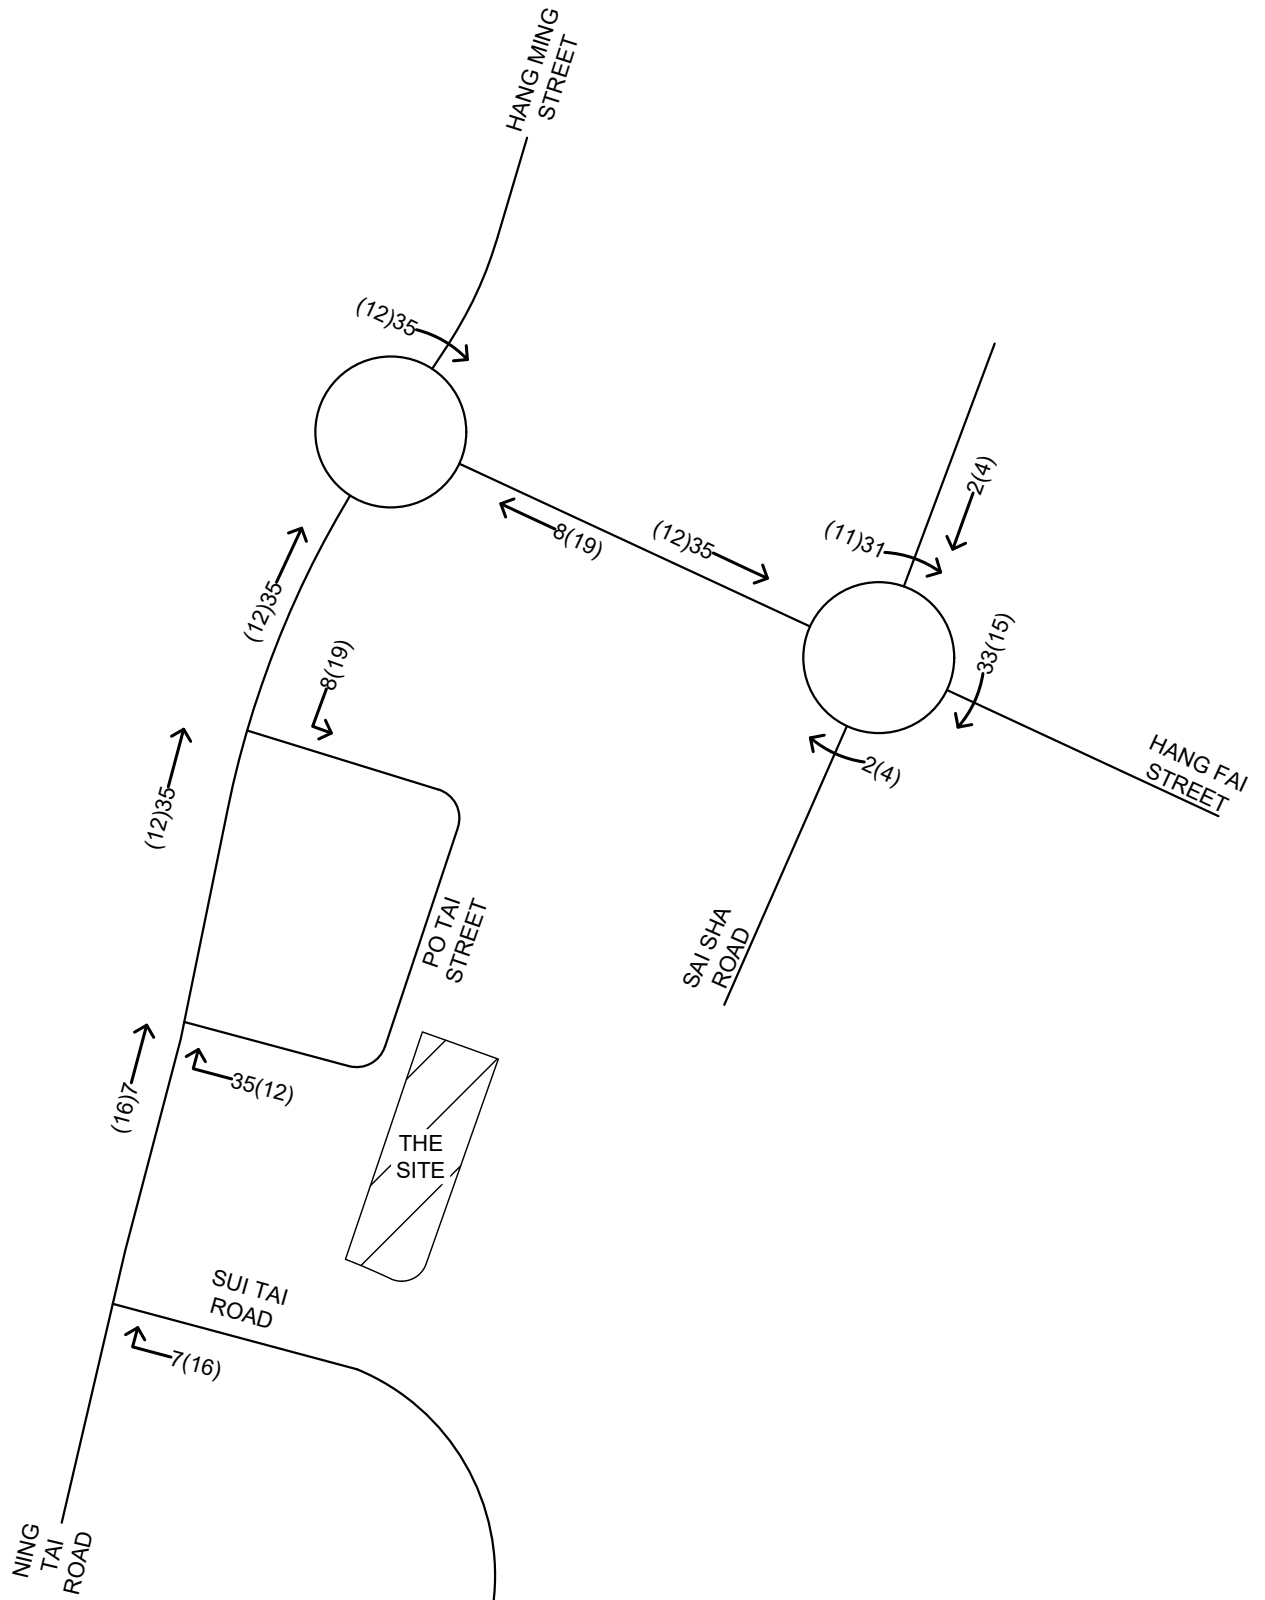 HANG MING
STREET
(12)35
2(4)
8(19)
(12)35
(11)31
(12)35
8(19)
33(15)
2(4)
HANG FAI
STREET
(12)35
PO TAI
STREET
SAI SHA
ROAD
(16)7
35(12)
THE
SITE
SUI TAI
ROAD
7(16)
NING
TAI
ROAD